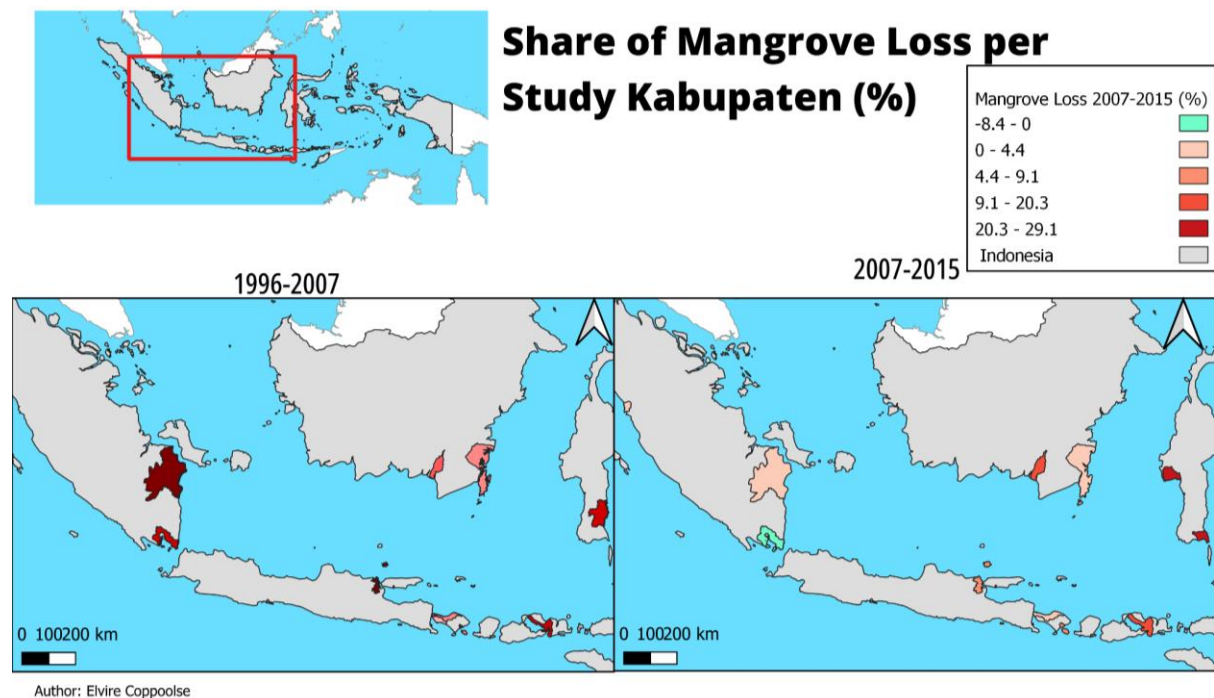 Share of Mangrove Loss per
Study Kabupaten (%)
Mangrove Loss 2007-2015 (%)
-8.4 - 0
0 - 4.4
4.4 - 9.1
9.1 - 20.3
20.3 - 29.1
Indonesia
1996-2007
2007-2015
0 100200 km
0 100200 km
Author: Elvire Coppoolse